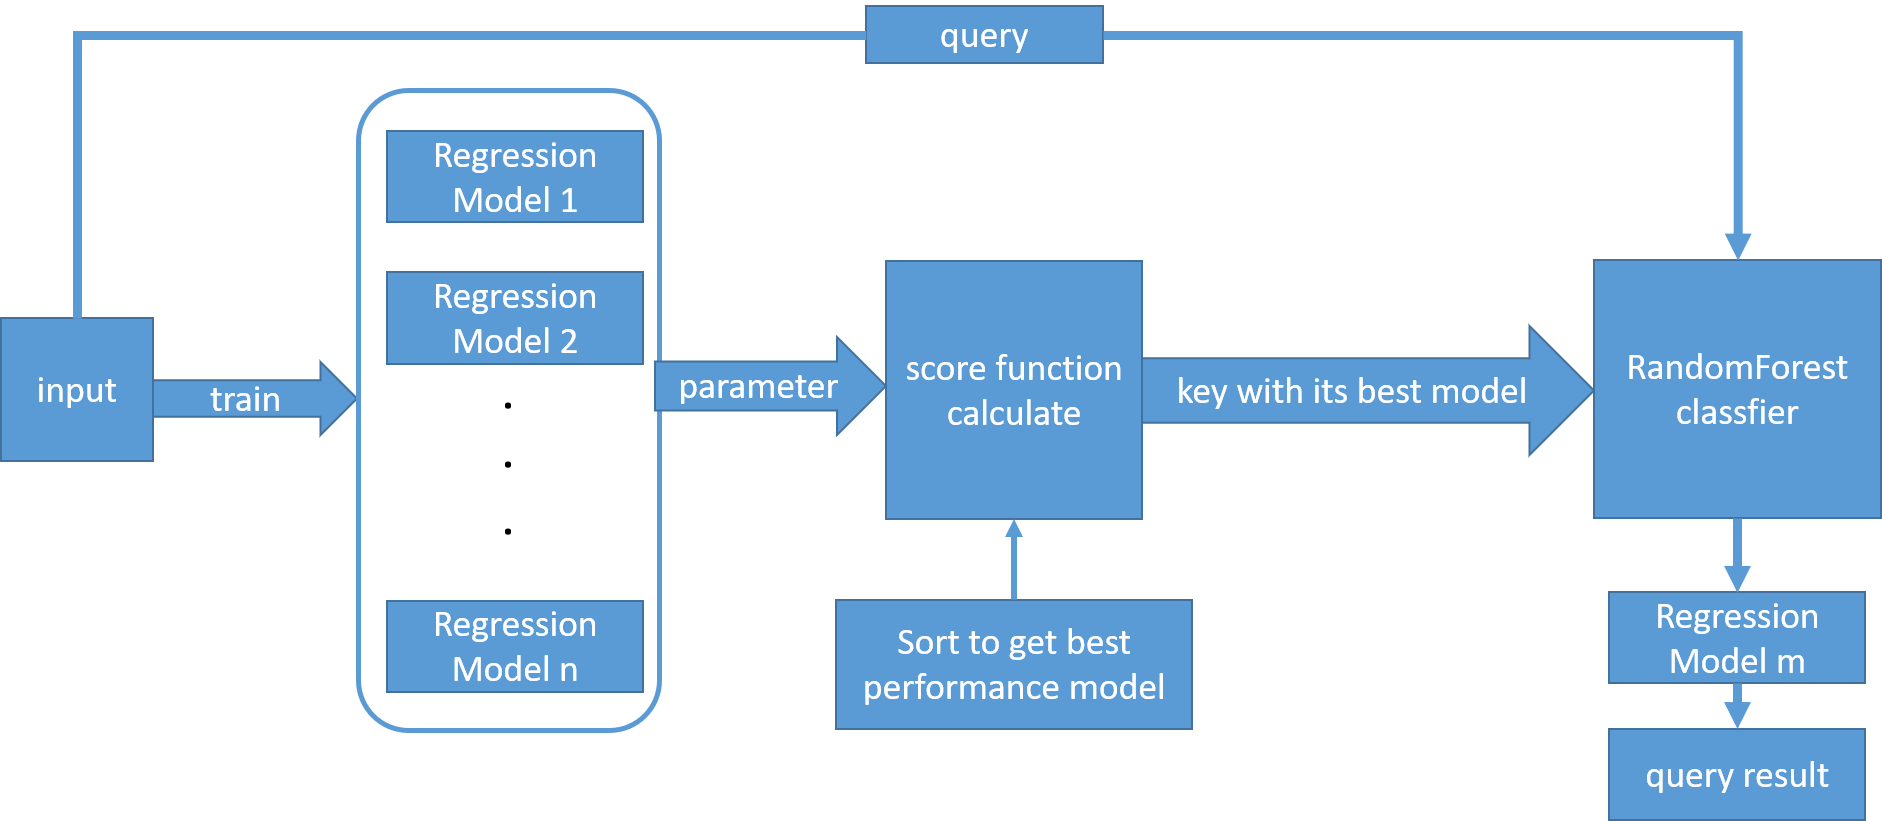 query
Regression
Model 1
Regression
Model 2
.
.
.
Regression
Model n
input
train
parameter
score function
calculate
Sort to get best
performance model
key with its best model
RandomForest
classfier
Regression
Model m
query result